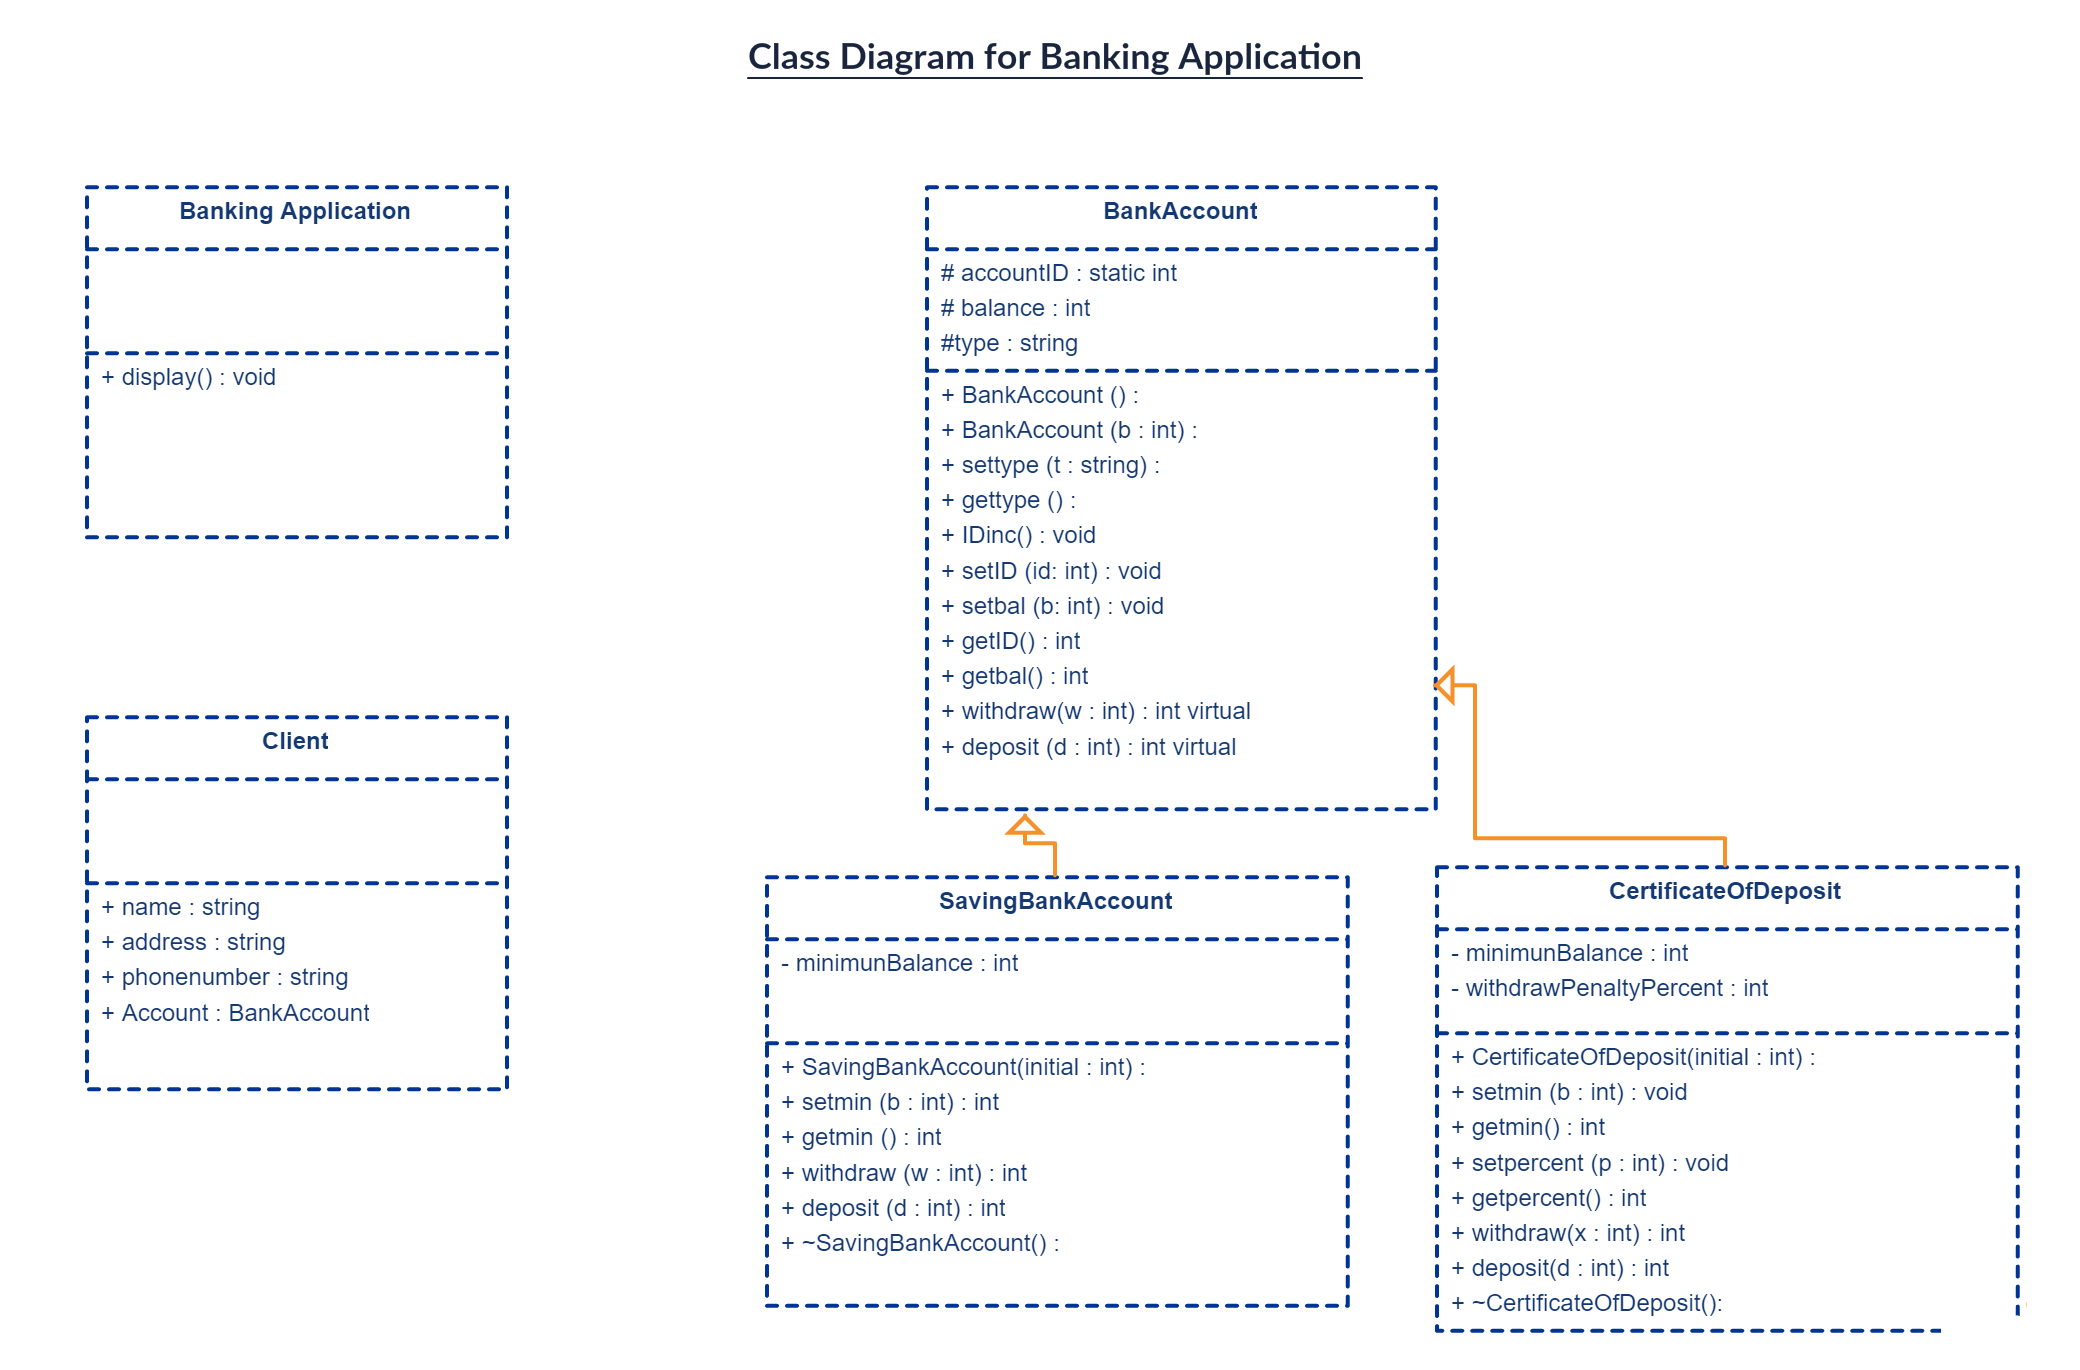 Class Diagram for Banking Application
Banking Application
+ display() : void
BankAccount
# accountID : static int
# balance : int
#type : string
+ BankAccount () :
+ BankAccount (b : int) :
+ settype (t : string) :
+ gettype () :
+ IDinc() : void
+ setID (id: int) : void
+ setbal (b: int) : void
+ getID() : int
+ getbal() : int
+ withdraw(w : int) : int virtual
+ deposit (d : int) : int virtual
Client
+ name : string
+ address : string
+ phonenumber : string
+ Account : BankAccount
SavingBankAccount
- minimunBalance : int
+ SavingBankAccount(initial : int) :
+ setmin (b : int) : int
+ getmin () : int
+ withdraw (w : int) : int
+ deposit (d : int) : int
+ ~SavingBankAccount() :
CertificateOfDeposit
- minimunBalance : int
- withdrawPenaltyPercent : int
+ CertificateOfDeposit(initial : int) :
+ setmin (b : int) : void
+ getmin() : int
+ setpercent (p : int) : void
+ getpercent() : int
+ withdraw(x : int) : int
+ deposit(d : int) : int
+ ~CertificateOfDeposit():